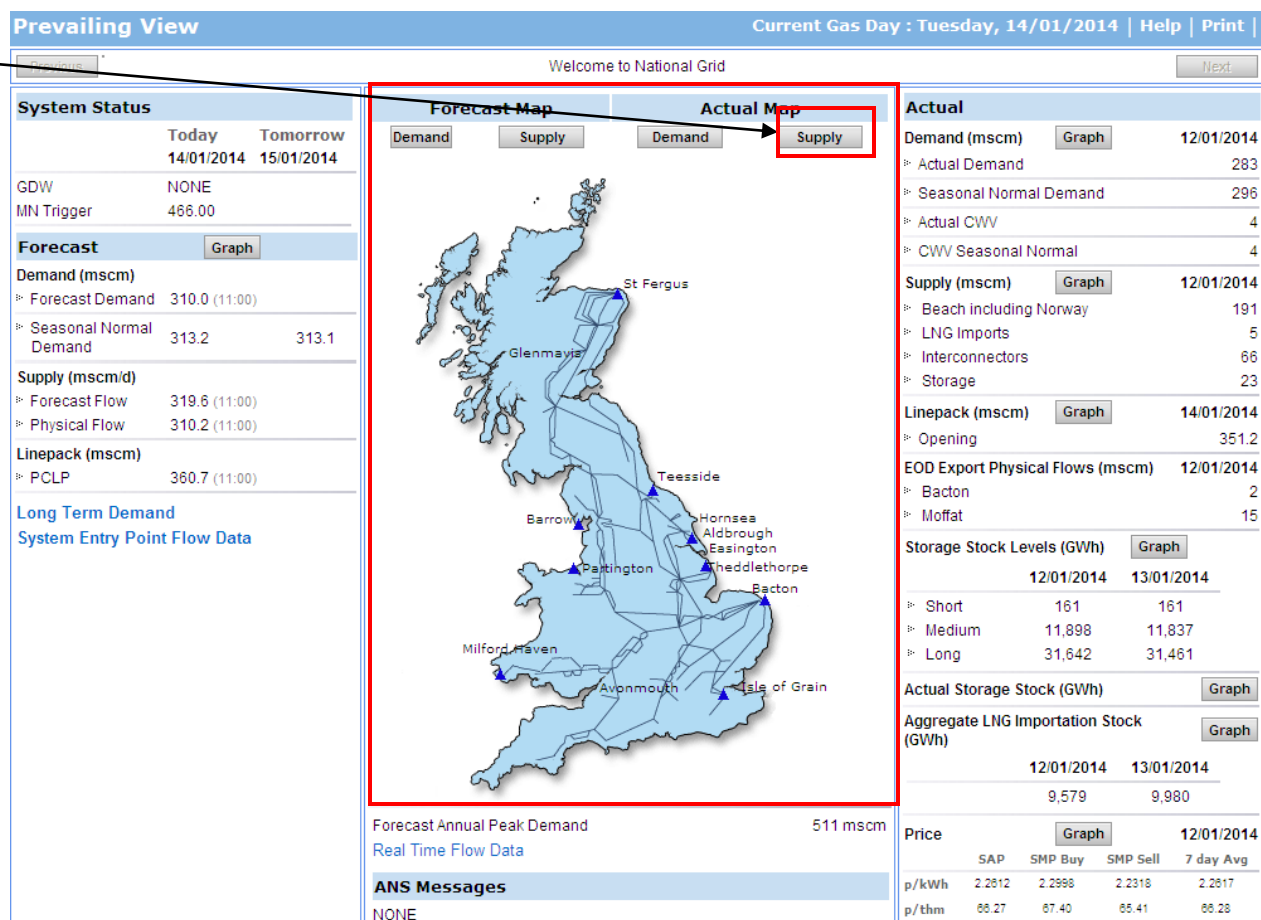 Prevailing View
Current Gas Day : Tuesday, 14/01/2014 | Help | Print |
Previous
Welcome to National Grid
Next
System Status
Today Tomorrow
14/01/2014 15/01/2014
GDW NONE
MN Trigger 466.00
Forecast Graph
Demand (mscm)
Forecast Demand 310.0 (11:00)
Seasonal Normal Demand 313.2 313.1
Supply (mscm/d)
Forecast Flow 319.6 (11:00)
Physical Flow 310.2 (11:00)
Linepack (mscm)
PCLP 360.7 (11:00)
Long Term Demand
System Entry Point Flow Data
Forecast Map Actual Map
Demand Supply Demand Supply
St Fergus
Glenmavis
Teesside
Barrow
Hornsea
Aldbrough
Easington
Partington
Theddlethorpe
Bacton
Milford Haven
Avonmouth
Isle of Grain
Forecast Annual Peak Demand 511 mscm
Real Time Flow Data
ANS Messages
NONE
Actual
Demand (mscm) Graph 12/01/2014
Actual Demand 283
Seasonal Normal Demand 296
Actual CWV 4
CWV Seasonal Normal 4
Supply (mscm) Graph 12/01/2014
Beach including Norway 191
LNG Imports 5
Interconnectors 66
Storage 23
Linepack (mscm) Graph 14/01/2014
Opening 351.2
EOD Export Physical Flows (mscm) 12/01/2014
Bacton 2
Moffat 15
Storage Stock Levels (GWh) Graph
12/01/2014 13/01/2014
Short 161 161
Medium 11,898 11,837
Long 31,642 31,461
Actual Storage Stock (GWh) Graph
Aggregate LNG Importation Stock (GWh) Graph
12/01/2014 13/01/2014
9,579 9,980
Price Graph 12/01/2014
SAP SMP Buy SMP Sell 7 day Avg
p/kWh 2.2612 2.2998 2.2318 2.2617
p/thm 66.27 67.40 65.41 66.28